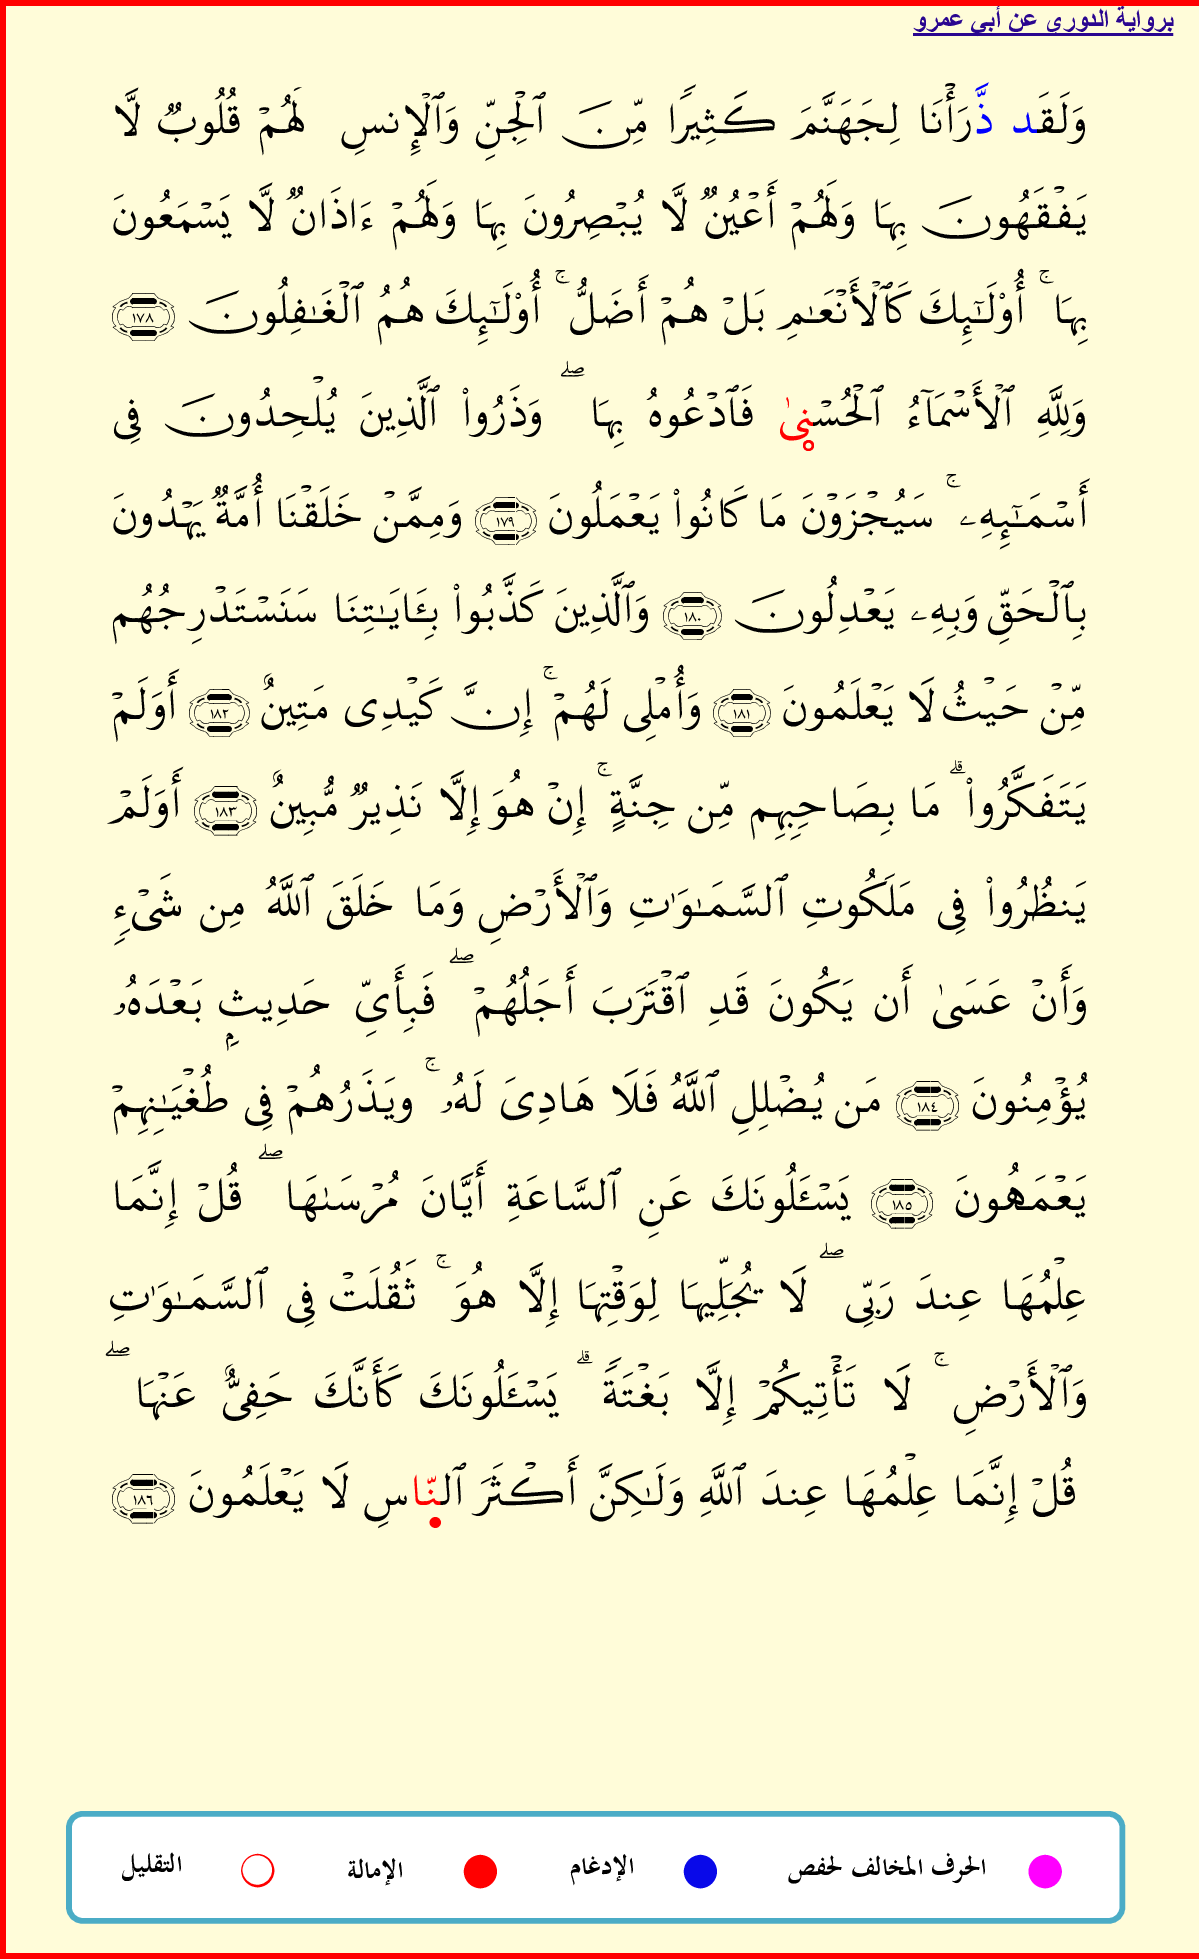 برواية الدوري عن أبي عمرو
وَلَقَد ذَّرَأْنَا لِجَهَنَّمَ كَثِيرًا مِّنَ ٱلْجِنِّ وَٱلْإِنسِ لَهُمْ قُلُوبٌ لَّا
يَفْقَهُونَ بِهَا وَلَهُمْ أَعْيُنٌ لَّا يُبْصِرُونَ بِهَا وَلَهُمْ ءَاذَانٌ لَّا يَسْمَعُونَ
بِهَا ۚ أُوْلَـٰٓئِكَ كَٱلْأَنْعَـٰمِ بَلْ هُمْ أَضَلُّ ۚ أُوْلَـٰٓئِكَ هُمُ ٱلْغَـٰفِلُونَ ١٧٨
وَلِلَّهِ ٱلْأَسْمَآءُ ٱلْحُسْنىٰ فَٱدْعُوهُ بِهَا ۖ وَذَرُواْ ٱلَّذِينَ يُلْحِدُونَ فِى
أَسْمَـٰٓئِهِۦ ۚ سَيُجْزَوْنَ مَا كَانُواْ يَعْمَلُونَ ١٧٩ وَمِمَّنْ خَلَقْنَا أُمَّةٌ يَهْدُونَ
بِٱلْحَقِّ وَبِهِۦ يَعْدِلُونَ ١٨٠ وَٱلَّذِينَ كَذَّبُواْ بِـَٔايَـٰتِنَا سَنَسْتَدْرِجُهُم
مِّنْ حَيْثُ لَا يَعْلَمُونَ ١٨١ وَأُمْلِى لَهُمْ ۚ إِنَّ كَيْدِى مَتِينٌ ١٨٢ أَوَلَمْ
يَتَفَكَّرُواْ ۗ مَا بِصَاحِبِهِم مِّن جِنَّةٍ ۚ إِنْ هُوَ إِلَّا نَذِيرٌ مُّبِينٌ ١٨٣ أَوَلَمْ
يَنظُرُواْ فِى مَلَكُوتِ ٱلسَّمَـٰوَٰتِ وَٱلْأَرْضِ وَمَا خَلَقَ ٱللَّهُ مِن شَىْءٍ
وَأَنْ عَسَىٰ أَن يَكُونَ قَدِ ٱقْتَرَبَ أَجَلُهُمْ ۖ فَبِأَىِّ حَدِيثِۭ بَعْدَهُۥ
يُؤْمِنُونَ ١٨٤ مَن يُضْلِلِ ٱللَّهُ فَلَا هَادِىَ لَهُۥ ۚ وَيَذَرُهُمْ فِى طُغْيَـٰنِهِمْ
يَعْمَهُونَ ١٨٥ يَسْـَٔلُونَكَ عَنِ ٱلسَّاعَةِ أَيَّانَ مُرْسَىٰهَا ۖ قُلْ إِنَّمَا
عِلْمُهَا عِندَ رَبِّى ۖ لَا يُجَلِّيهَا لِوَقْتِهَا إِلَّا هُوَ ۚ ثَقُلَتْ فِى ٱلسَّمَـٰوَٰتِ
وَٱلْأَرْضِ ۚ لَا تَأْتِيكُمْ إِلَّا بَغْتَةً ۗ يَسْـَٔلُونَكَ كَأَنَّكَ حَفِىٌّ عَنْهَا ۖ
قُلْ إِنَّمَا عِلْمُهَا عِندَ ٱللَّهِ وَلَـٰكِنَّ أَكْثَرَ ٱلنَّاسِ لَا يَعْلَمُونَ ١٨٦
الحرف المخالف لحفص الإدغام الإمالة التقليل